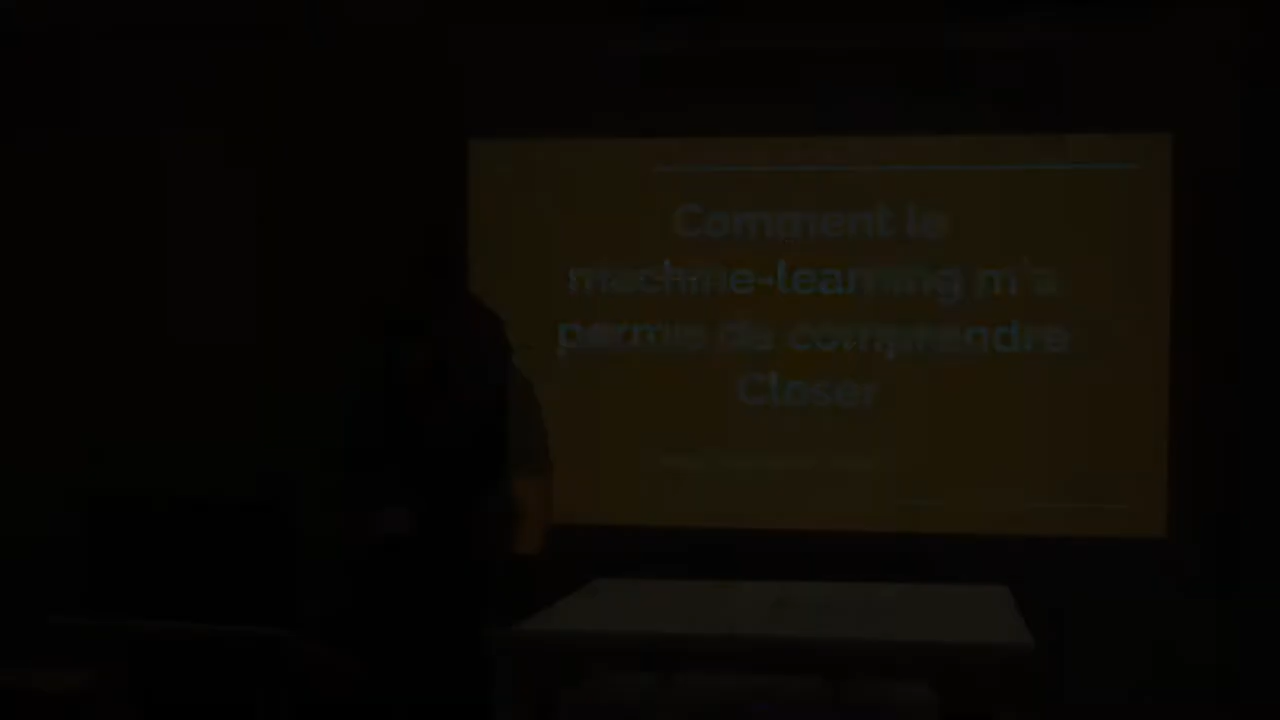 Comment le
machine-learning m'a
permis de comprendre
Closer